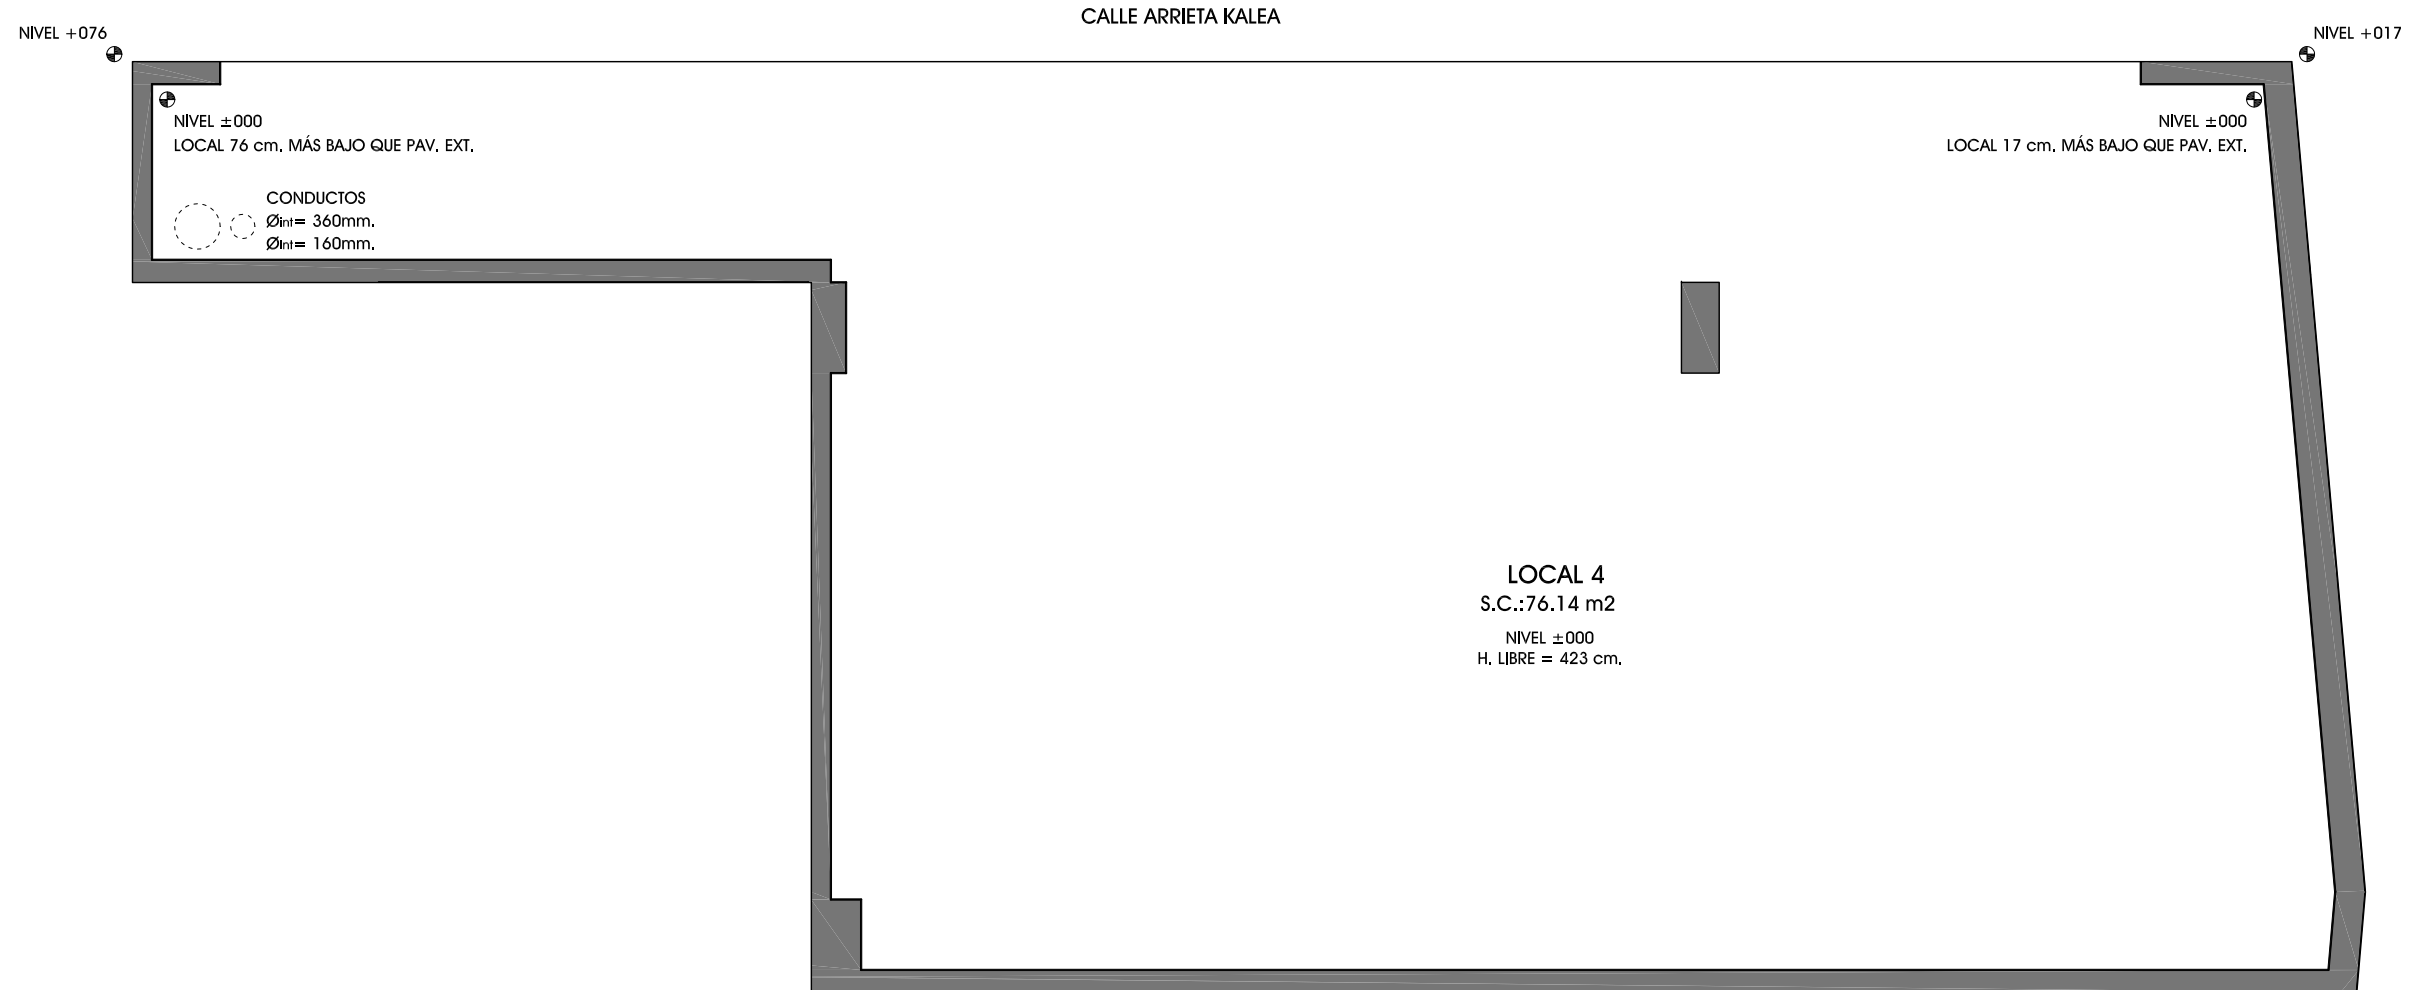 CALLE ARRIETA KALEA
NIVEL +076
NIVEL +017
NIVEL ±000
LOCAL 76 cm. MÁS BAJO QUE PAV. EXT.
NIVEL ±000
LOCAL 17 cm. MÁS BAJO QUE PAV. EXT.
CONDUCTOS
Øint= 360mm.
Øint= 160mm.
LOCAL 4
S.C.:76.14 m2
NIVEL ±000
H. LIBRE = 423 cm.